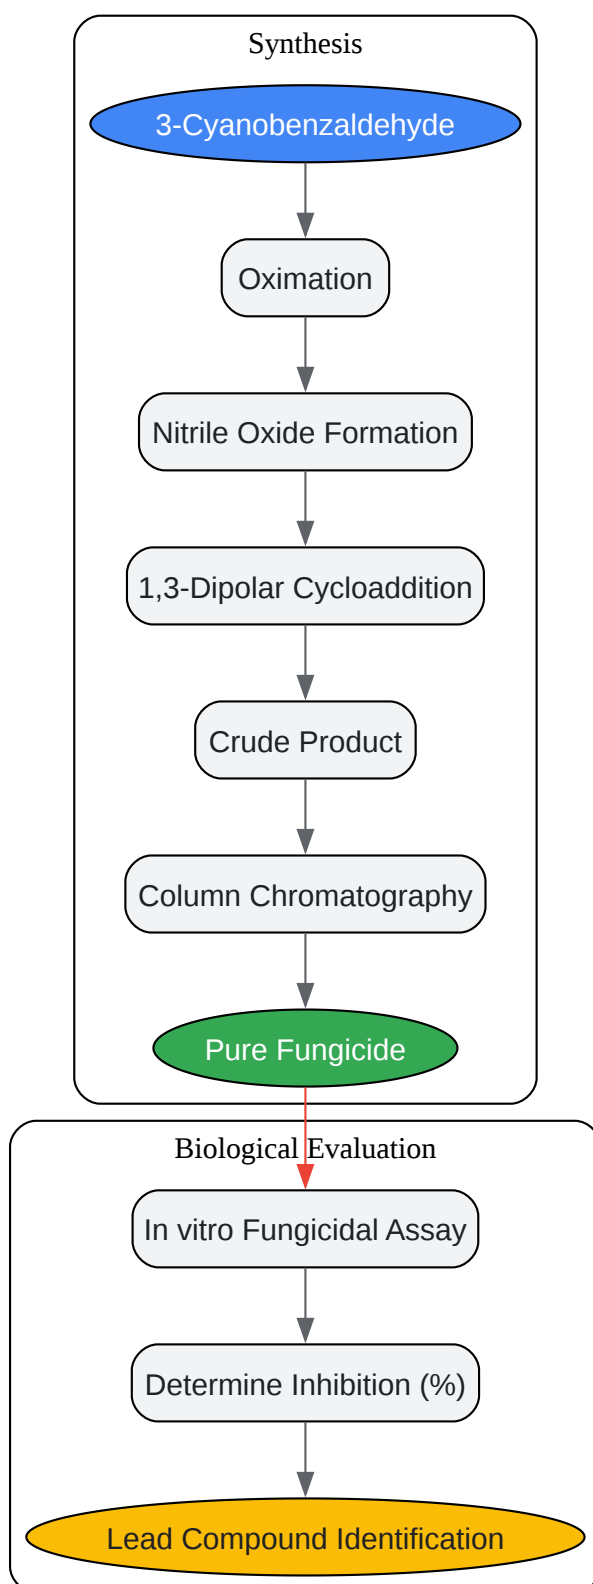 Synthesis
3-Cyanobenzaldehyde
Oximation
Nitrile Oxide Formation
1,3-Dipolar Cycloaddition
Crude Product
Column Chromatography
Pure Fungicide
Biological Evaluation
In vitro Fungicidal Assay
Determine Inhibition (%)
Lead Compound Identification